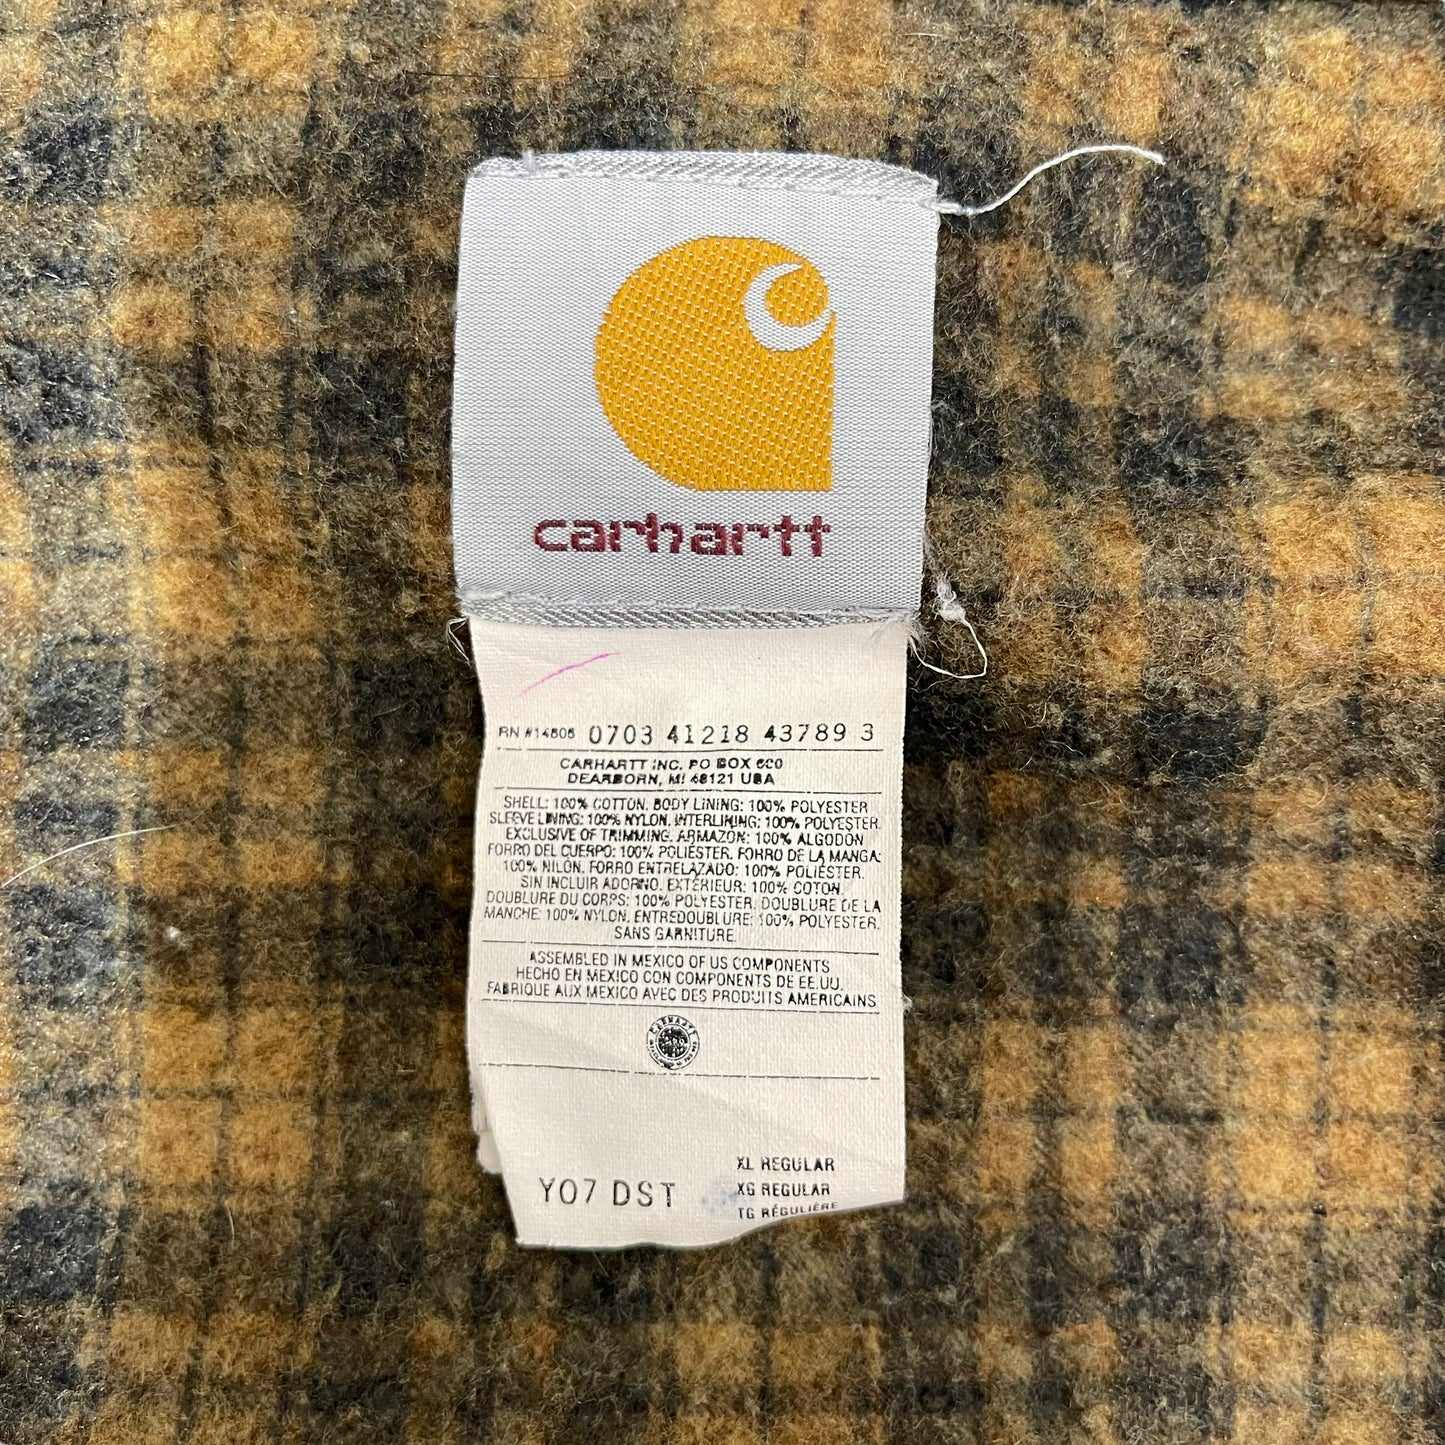 carhartt
RN #14806 0703 41218 43789 3
CARHARTT INC. PO BOX 600
DEARBORN, MI 48121 USA
SHELL: 100% COTTON. BODY LINING: 100% POLYESTER
SLEEVE LINING: 100% NYLON. INTERLINING: 100% POLYESTER.
EXCLUSIVE OF TRIMMING. ARMAZON: 100% ALGODON
FORRO DEL CUERPO: 100% POLIÉSTER. FORRO DE LA MANGA:
100% NILÓN. FORRO ENTRELAZADO: 100% POLIÉSTER.
SIN INCLUIR ADORNO. EXTÉRIEUR: 100% COTON.
DOUBLURE DU CORPS: 100% POLYESTER. DOUBLURE DE LA
MANCHE: 100% NYLON. ENTREDOUBLURE: 100% POLYESTER.
SANS GARNITURE.
ASSEMBLED IN MEXICO OF US COMPONENTS
HECHO EN MEXICO CON COMPONENTS DE EE.UU.
FABRIQUE AUX MEXICO AVEC DES PRODUITS AMERICAINS
CARHARTT
XL REGULAR
Y07 DST XG REGULAR
TG RÉGULIÈRE